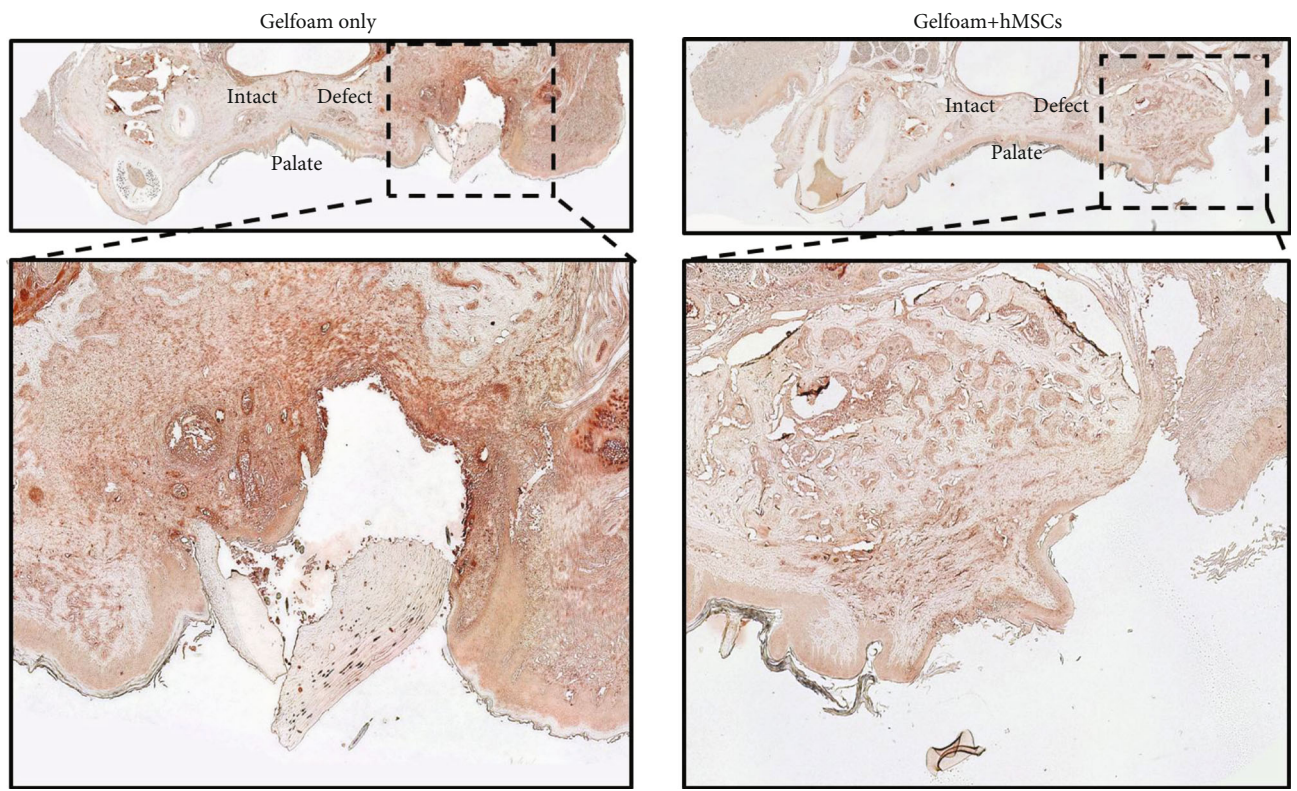 Gelfoam only
Gelfoam+hMSCs
Intact Defect
Palate
Intact Defect
Palate